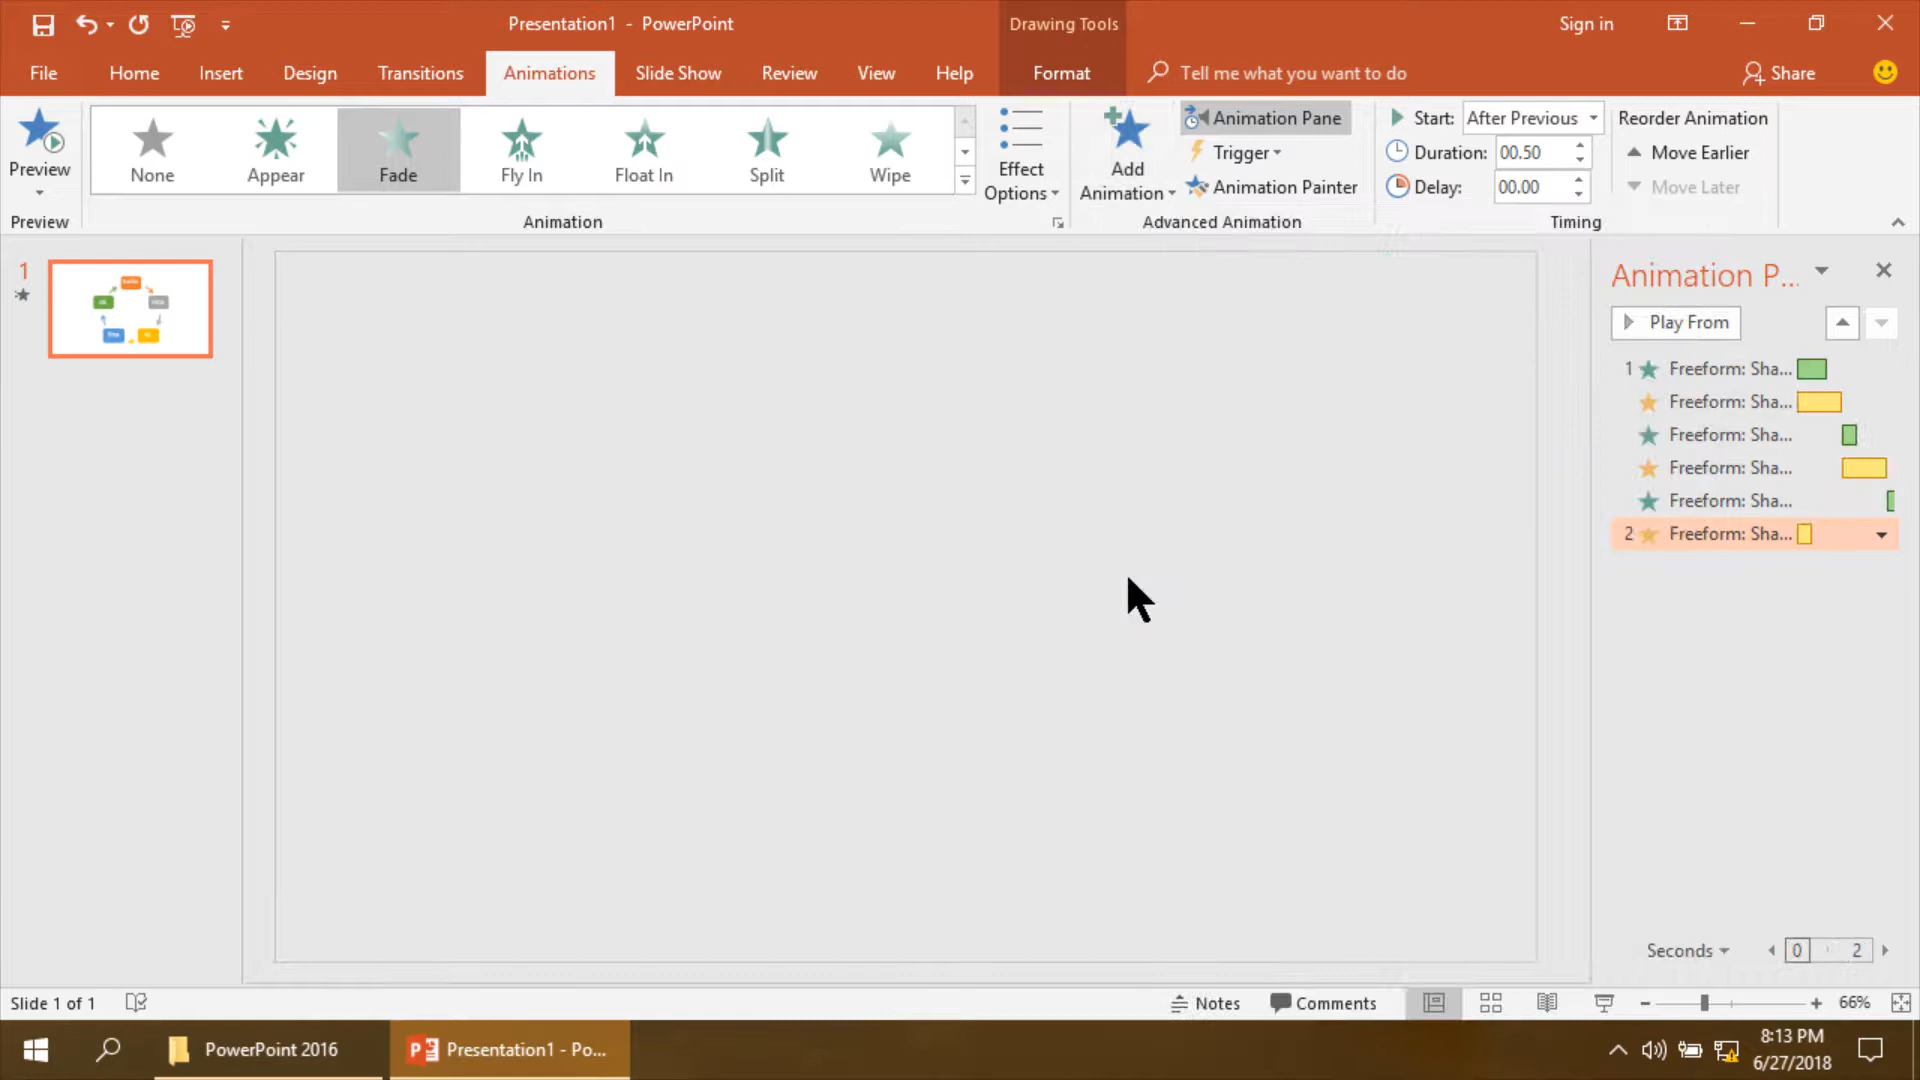 Presentation1 - PowerPoint
Drawing Tools
Sign in
File
Home
Insert
Design
Transitions
Animations
Slide Show
Review
View
Help
Format
Tell me what you want to do
Share
Preview
None
Appear
Fade
Fly In
Float In
Split
Wipe
Effect
Options
Add
Animation
Animation Pane
Trigger
Animation Painter
Start: After Previous
Duration: 00.50
Delay: 00.00
Reorder Animation
Move Earlier
Move Later
Preview
Animation
Advanced Animation
Timing
1
Animation P...
Play From
1 Freeform: Sha...
Freeform: Sha...
Freeform: Sha...
Freeform: Sha...
Freeform: Sha...
2 Freeform: Sha...
Seconds
0
2
Slide 1 of 1
Notes
Comments
66%
PowerPoint 2016
Presentation1 - Po...
8:13 PM
6/27/2018